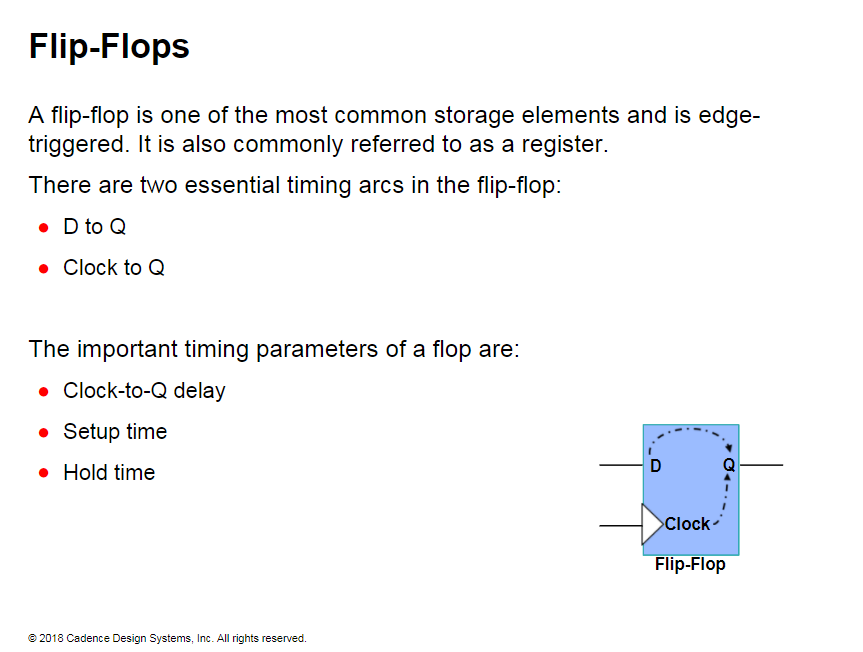 Flip-Flops
A flip-flop is one of the most common storage elements and is edge-
triggered. It is also commonly referred to as a register.
There are two essential timing arcs in the flip-flop:
• D to Q
• Clock to Q
The important timing parameters of a flop are:
• Clock-to-Q delay
• Setup time
• Hold time
D Q
Clock
Flip-Flop
© 2018 Cadence Design Systems, Inc. All rights reserved.